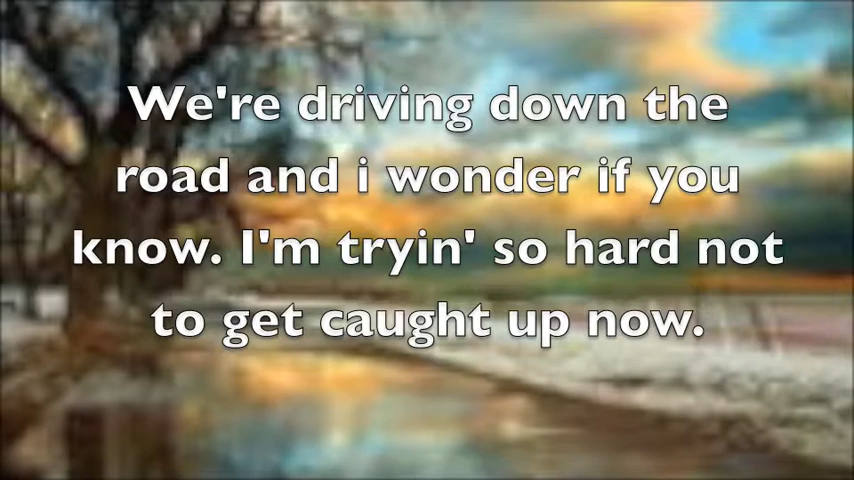 We're driving down the
road and i wonder if you
know. I'm tryin' so hard not
to get caught up now.